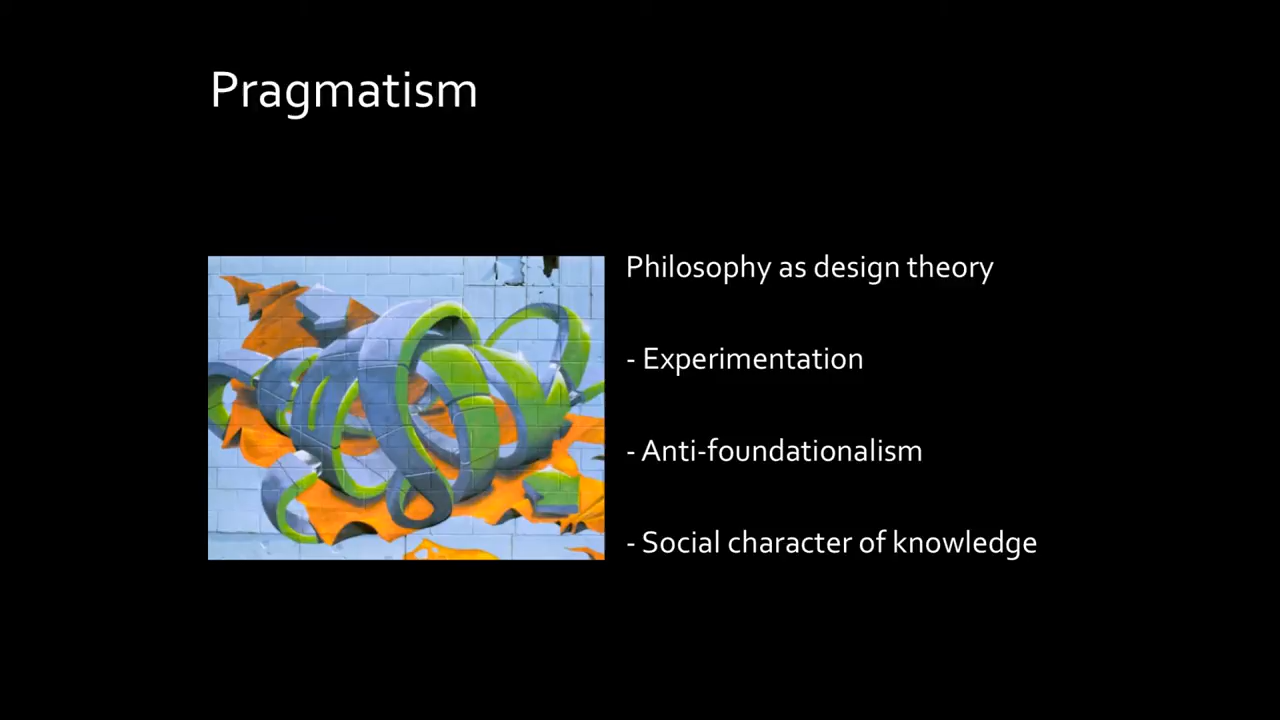 Pragmatism
Philosophy as design theory
- Experimentation
- Anti-foundationalism
- Social character of knowledge